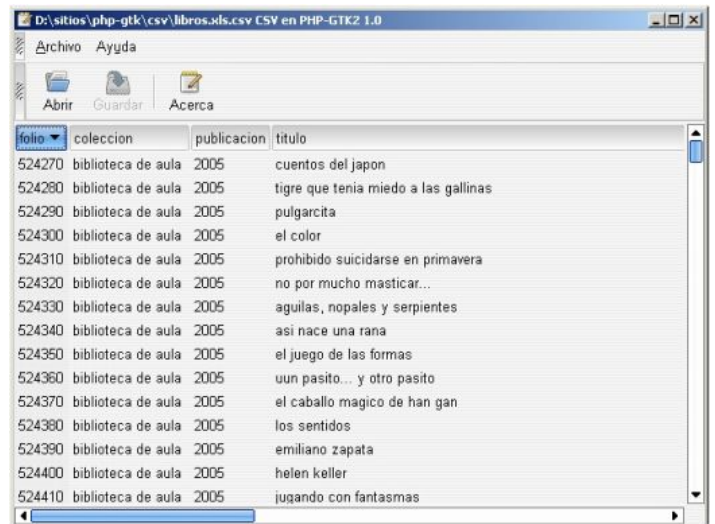 D:\sitios\php-gtk\csv\libros.xls.csv CSV en PHP-GTK2 1.0
Archivo Ayuda
Abrir Guardar Acerca
folio coleccion publicacion titulo
524270 biblioteca de aula 2005 cuentos del japon
524280 biblioteca de aula 2005 tigre que tenia miedo a las gallinas
524290 biblioteca de aula 2005 pulgarcita
524300 biblioteca de aula 2005 el color
524310 biblioteca de aula 2005 prohibido suicidarse en primavera
524320 biblioteca de aula 2005 no por mucho masticar...
524330 biblioteca de aula 2005 aguilas, nopales y serpientes
524340 biblioteca de aula 2005 asi nace una rana
524350 biblioteca de aula 2005 el juego de las formas
524360 biblioteca de aula 2005 uun pasito... y otro pasito
524370 biblioteca de aula 2005 el caballo magico de han gan
524380 biblioteca de aula 2005 los sentidos
524390 biblioteca de aula 2005 emiliano zapata
524400 biblioteca de aula 2005 helen keller
524410 biblioteca de aula 2005 jugando con fantasmas